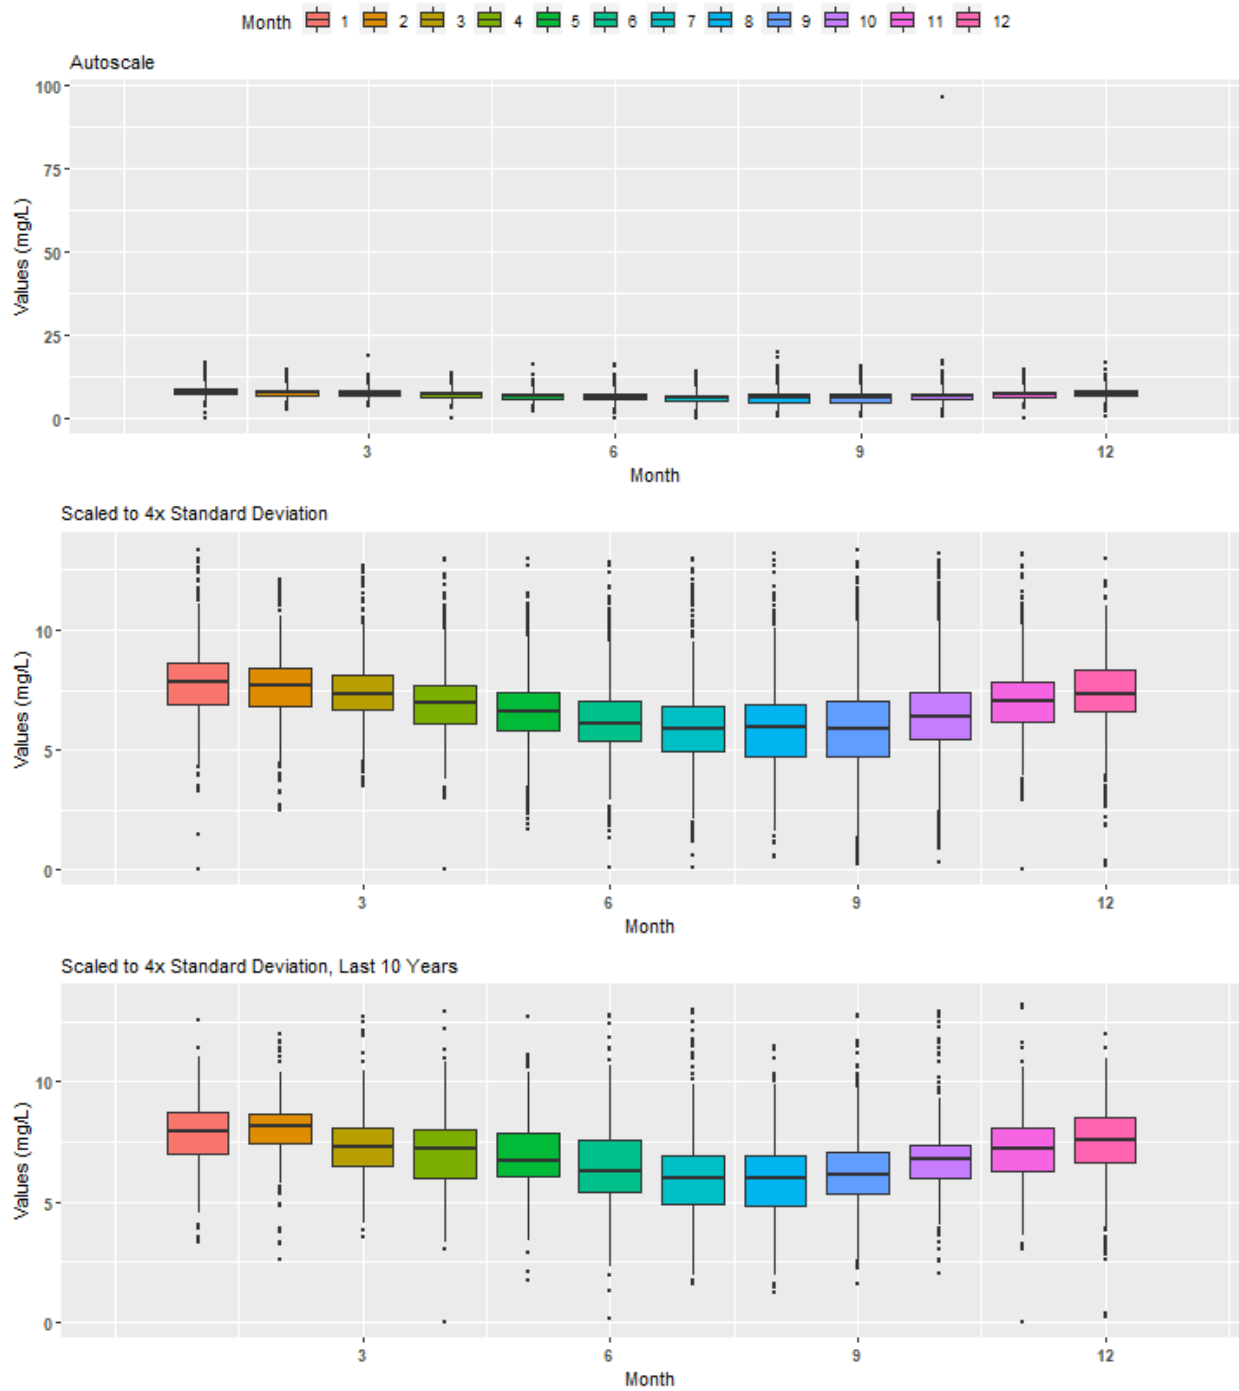 Month 1 2 3 4 5 6 7 8 9 10 11 12
Autoscale
Values (mg/L)
100
75
50
25
0
3 6 9 12
Month
Scaled to 4x Standard Deviation
Values (mg/L)
10
5
0
3 6 9 12
Month
Scaled to 4x Standard Deviation, Last 10 Years
Values (mg/L)
10
5
0
3 6 9 12
Month